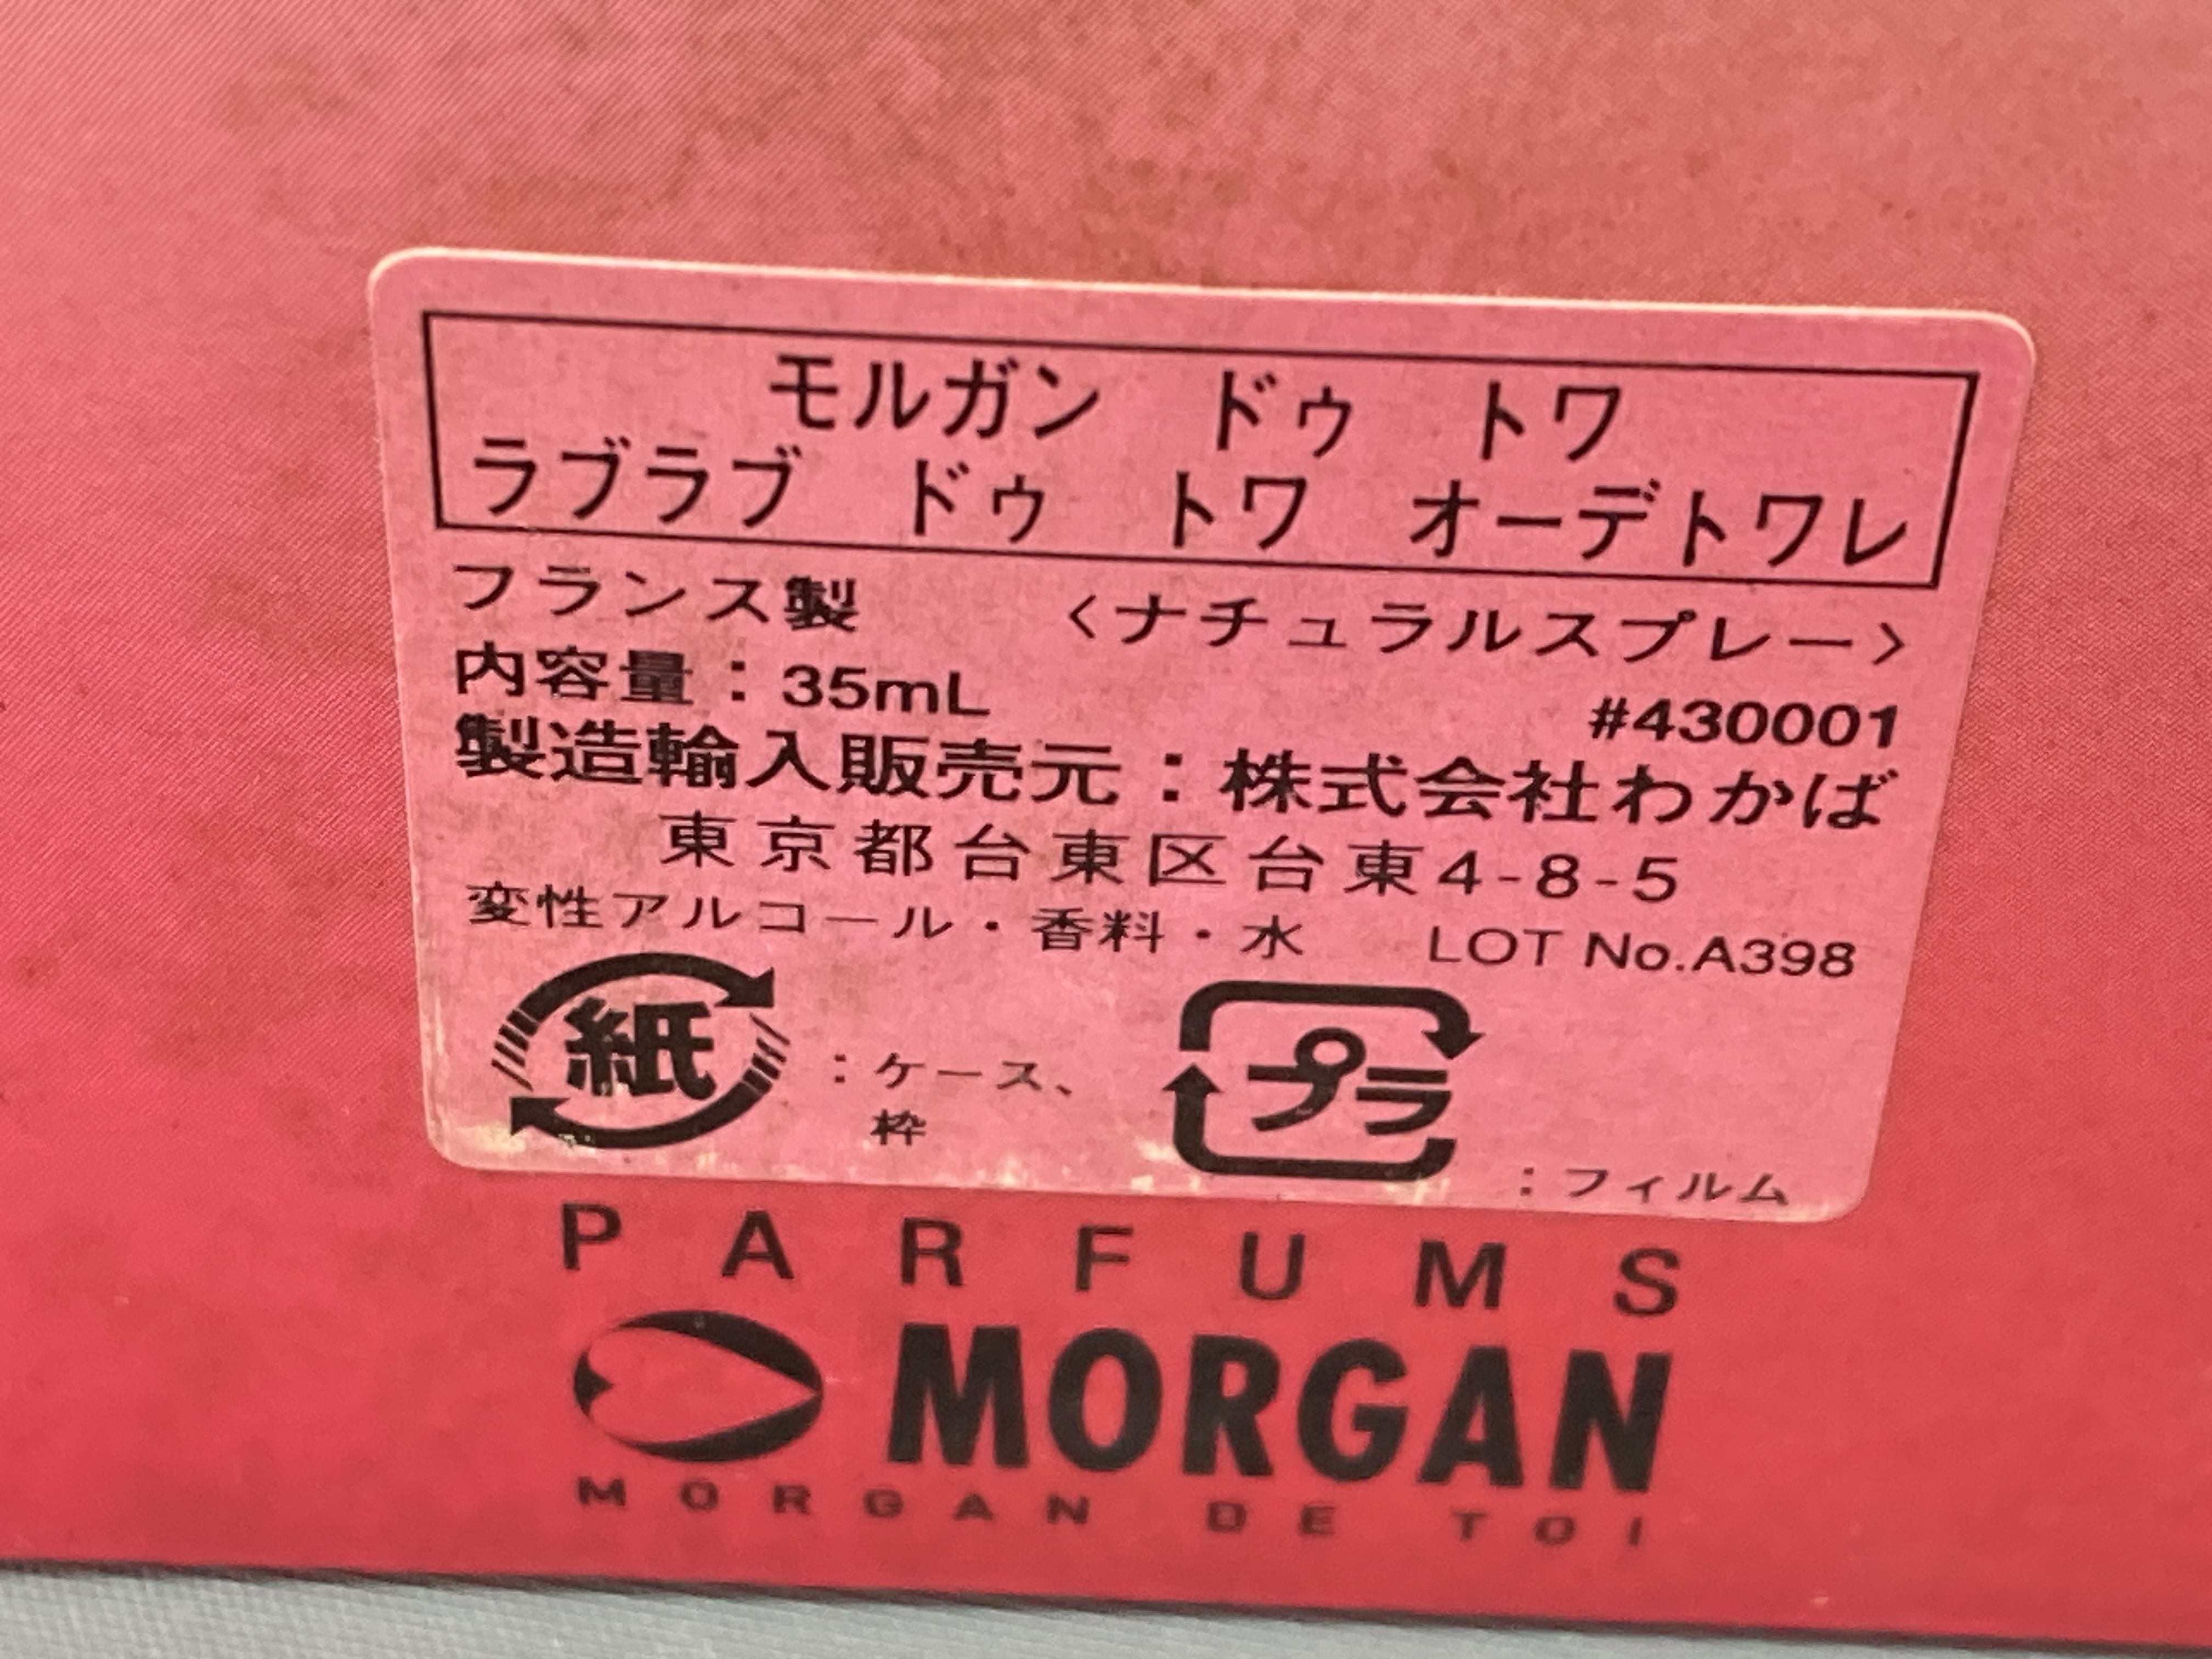 モルガン　ドゥ　トワ
ラブラブ　ドゥ　トワ　オーデトワレ
フランス製　〈ナチュラルスプレー〉
内容量：35mL　#430001
製造輸入販売元：株式会社わかば
東京都台東区台東4-8-5
変性アルコール・香料・水　LOT No.A398
紙：ケース、
枠
プラ：フィルム
PARFUMS
MORGAN
MORGAN DE TOI